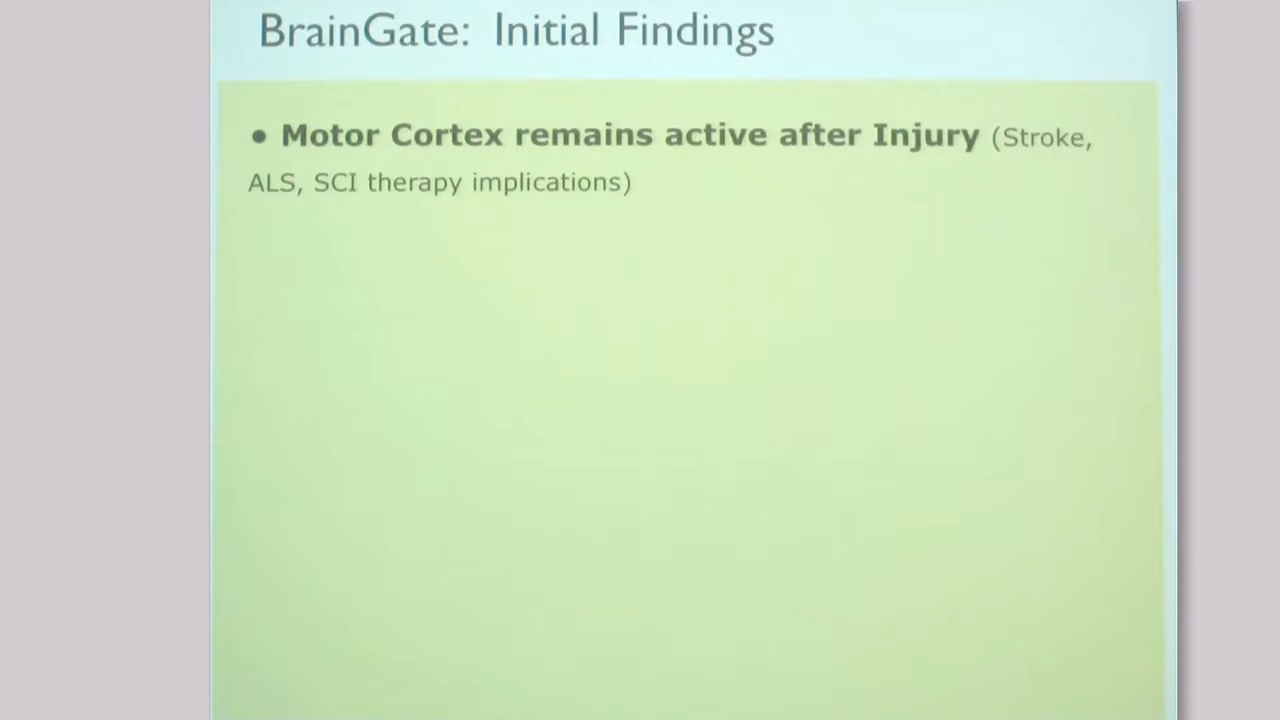 BrainGate: Initial Findings
• Motor Cortex remains active after Injury (Stroke,
ALS, SCI therapy implications)